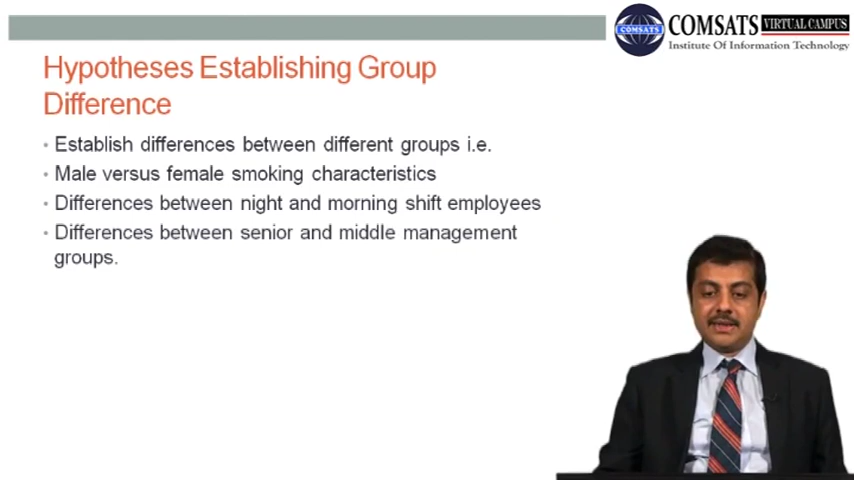 COMSATS VIRTUAL CAMPUS
COMSATS
Institute Of Information Technology
Hypotheses Establishing Group
Difference
• Establish differences between different groups i.e.
• Male versus female smoking characteristics
• Differences between night and morning shift employees
• Differences between senior and middle management
groups.